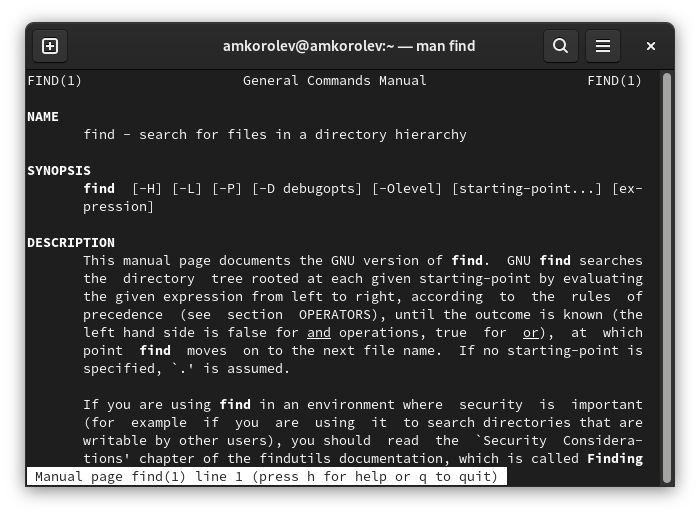 amkorolev@amkorolev:~ — man find
FIND(1) General Commands Manual FIND(1)
NAME
find - search for files in a directory hierarchy
SYNOPSIS
find [-H] [-L] [-P] [-D debugopts] [-Olevel] [starting-point...] [ex-
pression]
DESCRIPTION
This manual page documents the GNU version of find. GNU find searches
the directory tree rooted at each given starting-point by evaluating
the given expression from left to right, according to the rules of
precedence (see section OPERATORS), until the outcome is known (the
left hand side is false for and operations, true for or), at which
point find moves on to the next file name. If no starting-point is
specified, `.' is assumed.
If you are using find in an environment where security is important
(for example if you are using it to search directories that are
writable by other users), you should read the `Security Considera-
tions' chapter of the findutils documentation, which is called Finding
Manual page find(1) line 1 (press h for help or q to quit)